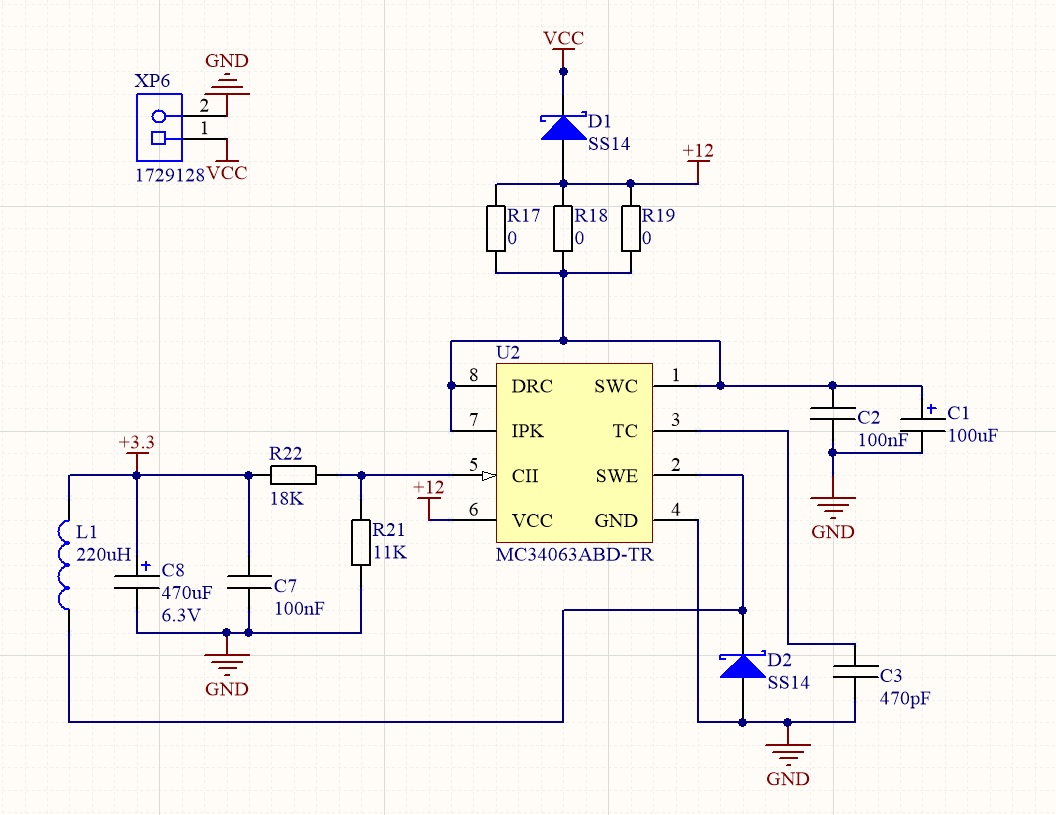 VCC
GND
XP6
2
1
1729128
VCC
D1
SS14
+12
R17
0
R18
0
R19
0
U2
8
DRC
SWC
1
7
IPK
TC
3
5
CII
SWE
2
6
VCC
GND
4
MC34063ABD-TR
+12
C2
100nF
C1
100uF
GND
+3.3
R22
18K
R21
11K
L1
220uH
C8
470uF
6.3V
C7
100nF
GND
D2
SS14
C3
470pF
GND